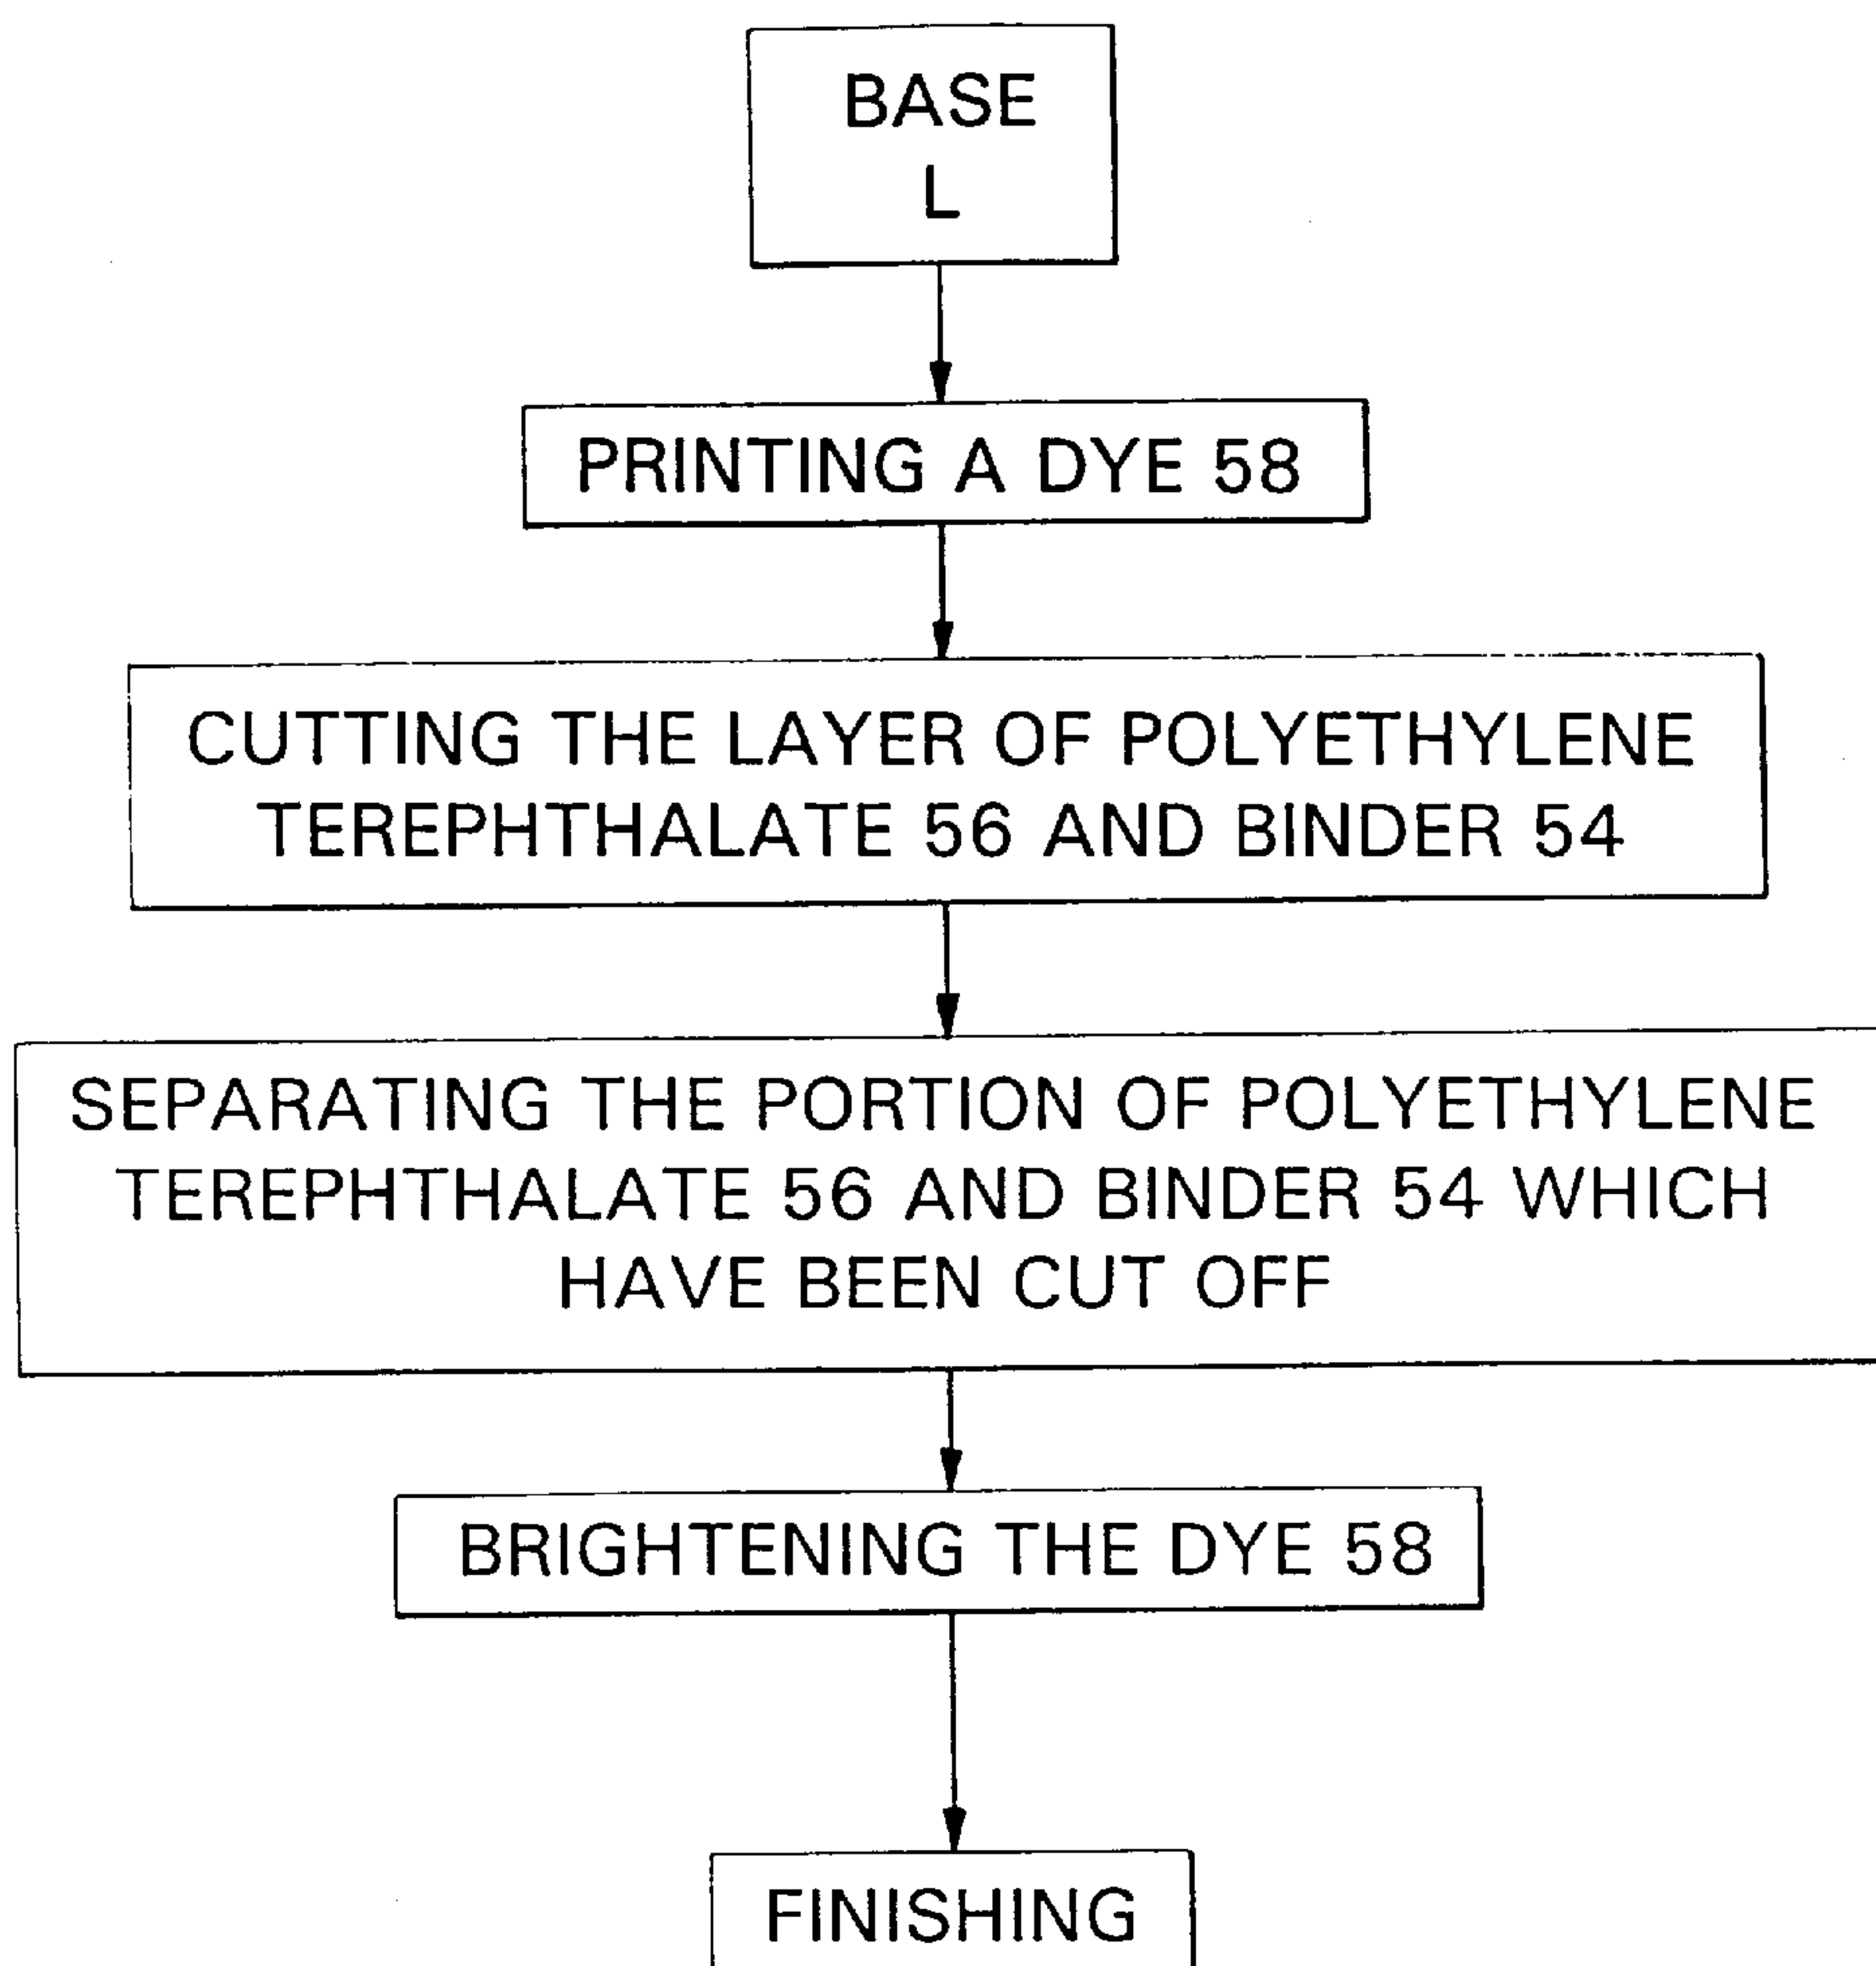 BASE
L
PRINTING A DYE 58
CUTTING THE LAYER OF POLYETHYLENE
TEREPHTHALATE 56 AND BINDER 54
SEPARATING THE PORTION OF POLYETHYLENE
TEREPHTHALATE 56 AND BINDER 54 WHICH
HAVE BEEN CUT OFF
BRIGHTENING THE DYE 58
FINISHING